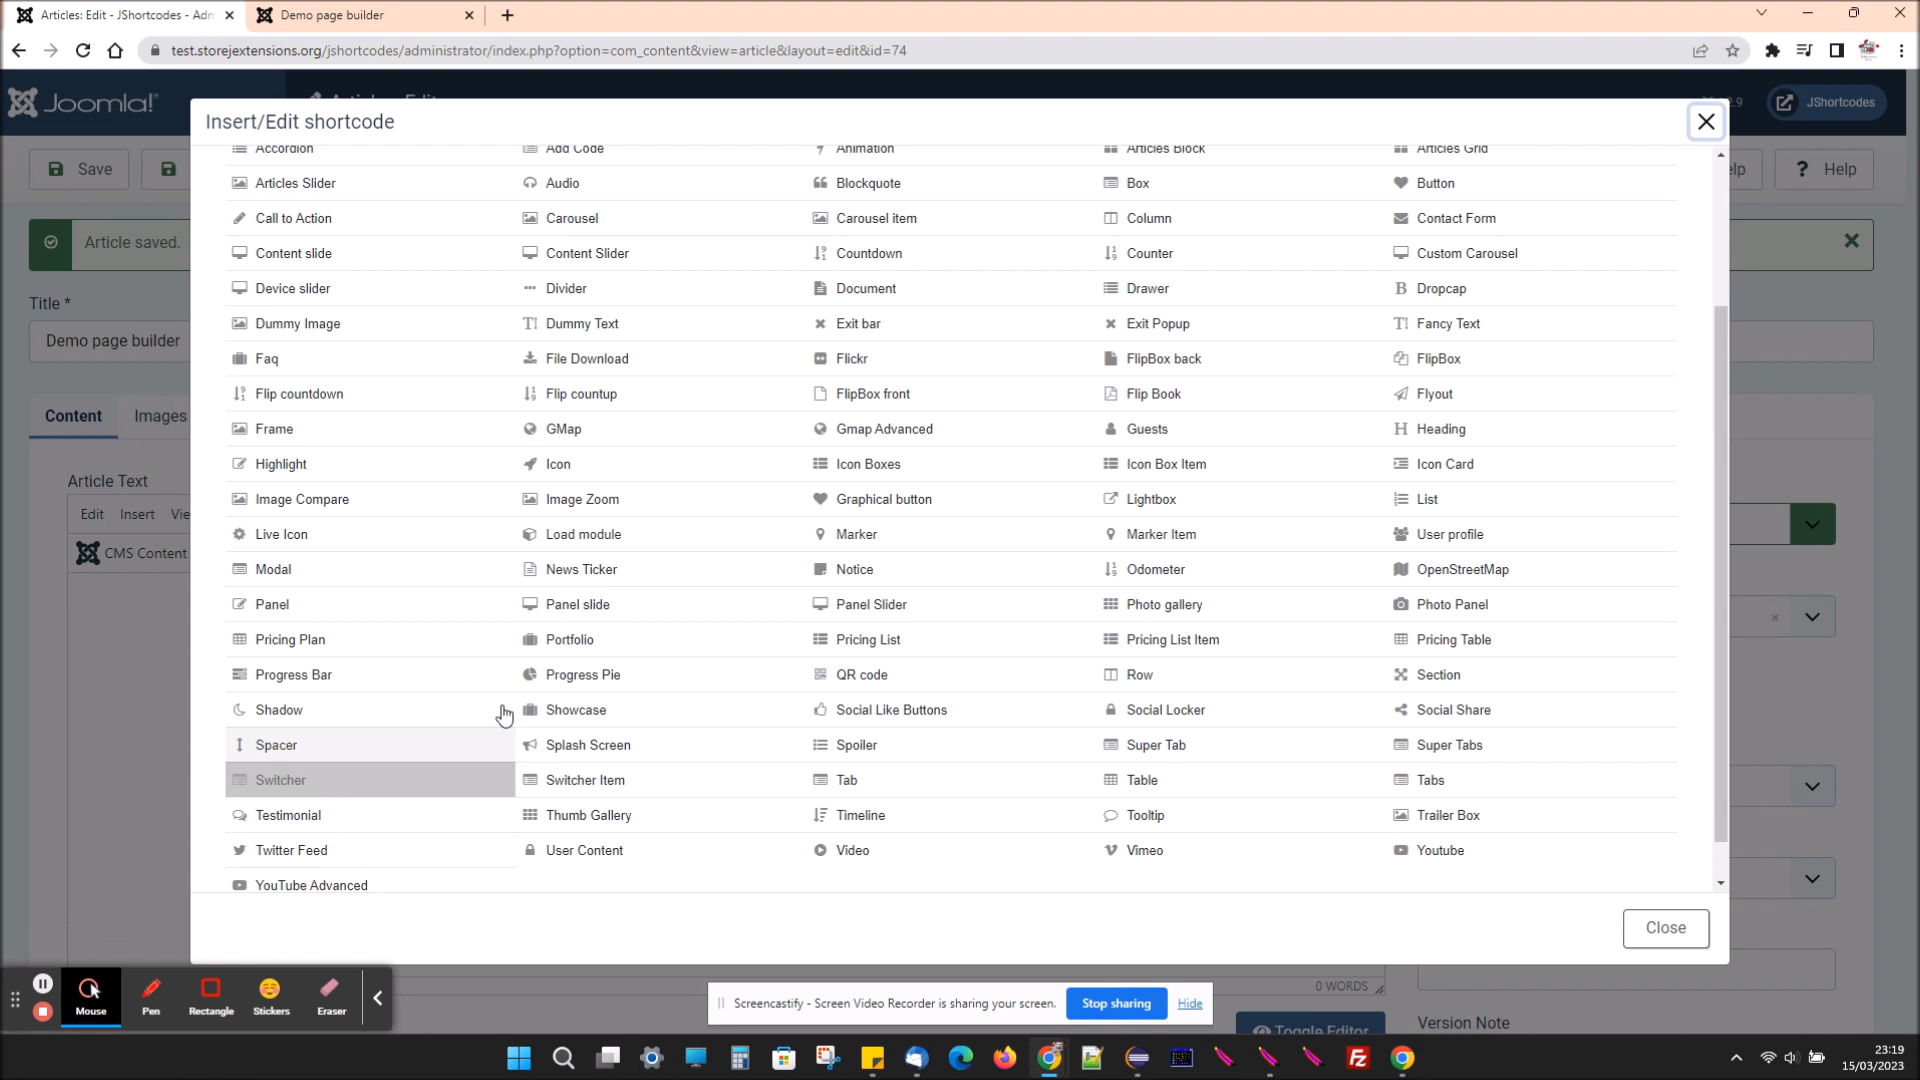 Articles: Edit - JShortcodes - Adm
Demo page builder
test.storejextensions.org/jshortcodes/administrator/index.php?option=com_content&view=article&layout=edit&id=74
Joomla!®
JShortcodes
Insert/Edit shortcode
Save
Help
Article saved.
Title *
Demo page builder
Content
Images
Article Text
Edit Insert
CMS Content
Accordion Add Code Animation Articles Block Articles Grid
Articles Slider Audio Blockquote Box Button
Call to Action Carousel Carousel item Column Contact Form
Content slide Content Slider Countdown Counter Custom Carousel
Device slider Divider Document Drawer Dropcap
Dummy Image Dummy Text Exit bar Exit Popup Fancy Text
Faq File Download Flickr FlipBox back FlipBox
Flip countdown Flip countup FlipBox front Flip Book Flyout
Frame GMap Gmap Advanced Guests Heading
Highlight Icon Icon Boxes Icon Box Item Icon Card
Image Compare Image Zoom Graphical button Lightbox List
Live Icon Load module Marker Marker Item User profile
Modal News Ticker Notice Odometer OpenStreetMap
Panel Panel slide Panel Slider Photo gallery Photo Panel
Pricing Plan Portfolio Pricing List Pricing List Item Pricing Table
Progress Bar Progress Pie QR code Row Section
Shadow Showcase Social Like Buttons Social Locker Social Share
Spacer Splash Screen Spoiler Super Tab Super Tabs
Switcher Switcher Item Tab Table Tabs
Testimonial Thumb Gallery Timeline Tooltip Trailer Box
Twitter Feed User Content Video Vimeo Youtube
YouTube Advanced
Close
0 WORDS
Toggle Editor
Version Note
Mouse Pen Rectangle Stickers Eraser
Screencastify - Screen Video Recorder is sharing your screen. Stop sharing Hide
23:19
15/03/2023